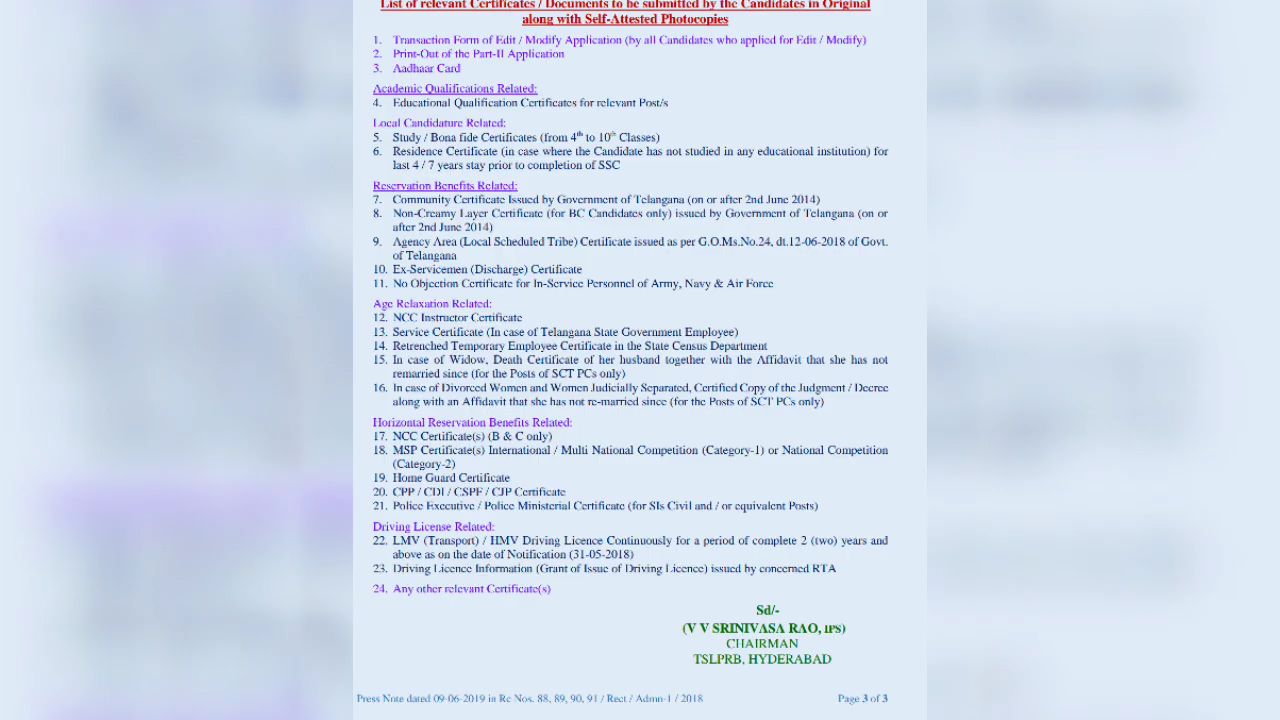 List of relevant Certificates / Documents to be submitted by the Candidates in Original
along with Self-Attested Photocopies
1. Transaction Form of Edit / Modify Application (by all Candidates who applied for Edit / Modify)
2. Print-Out of the Part-II Application
3. Aadhaar Card
Academic Qualifications Related:
4. Educational Qualification Certificates for relevant Post/s
Local Candidature Related:
5. Study / Bona fide Certificates (from 4th to 10th Classes)
6. Residence Certificate (in case where the Candidate has not studied in any educational institution) for
last 4 / 7 years stay prior to completion of SSC
Reservation Benefits Related:
7. Community Certificate Issued by Government of Telangana (on or after 2nd June 2014)
8. Non-Creamy Layer Certificate (for BC Candidates only) issued by Government of Telangana (on or
after 2nd June 2014)
9. Agency Area (Local Scheduled Tribe) Certificate issued as per G.O.Ms.No.24, dt.12-06-2018 of Govt.
of Telangana
10. Ex-Servicemen (Discharge) Certificate
11. No Objection Certificate for In-Service Personnel of Army, Navy & Air Force
Age Relaxation Related:
12. NCC Instructor Certificate
13. Service Certificate (In case of Telangana State Government Employee)
14. Retrenched Temporary Employee Certificate in the State Census Department
15. In case of Widow, Death Certificate of her husband together with the Affidavit that she has not
remarried since (for the Posts of SCT PCs only)
16. In case of Divorced Women and Women Judicially Separated, Certified Copy of the Judgment / Decree
along with an Affidavit that she has not re-married since (for the Posts of SCT PCs only)
Horizontal Reservation Benefits Related:
17. NCC Certificate(s) (B & C only)
18. MSP Certificate(s) International / Multi National Competition (Category-1) or National Competition
(Category-2)
19. Home Guard Certificate
20. CPP / CDI / CSPF / CJP Certificate
21. Police Executive / Police Ministerial Certificate (for SIs Civil and / or equivalent Posts)
Driving License Related:
22. LMV (Transport) / HMV Driving Licence Continuously for a period of complete 2 (two) years and
above as on the date of Notification (31-05-2018)
23. Driving Licence Information (Grant of Issue of Driving Licence) issued by concerned RTA
24. Any other relevant Certificate(s)
Sd/-
(V V SRINIVASA RAO, IPS)
CHAIRMAN
TSLPRB, HYDERABAD
Press Note dated 09-06-2019 in Rc Nos. 88, 89, 90, 91 / Rect / Admn-1 / 2018 Page 3 of 3